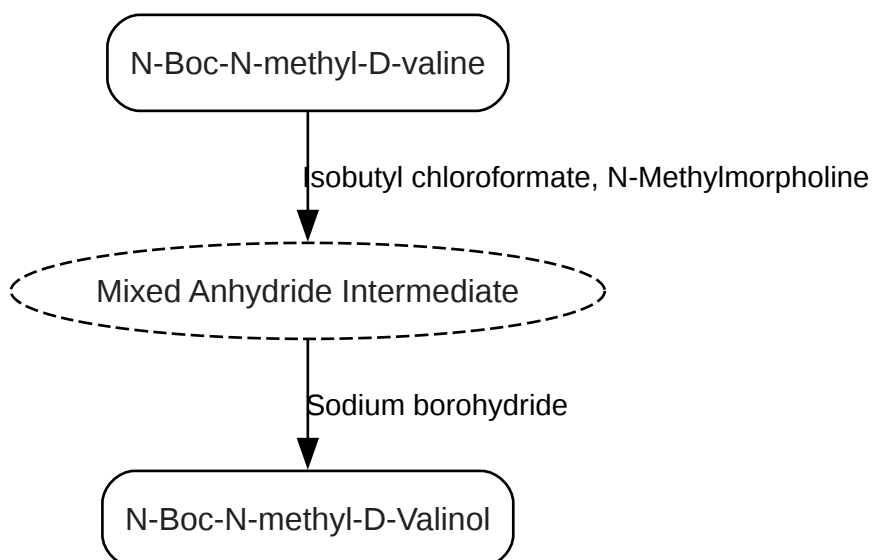 N-Boc-N-methyl-D-valine
Isobutyl chloroformate, N-Methylmorpholine
Mixed Anhydride Intermediate
Sodium borohydride
N-Boc-N-methyl-D-Valinol